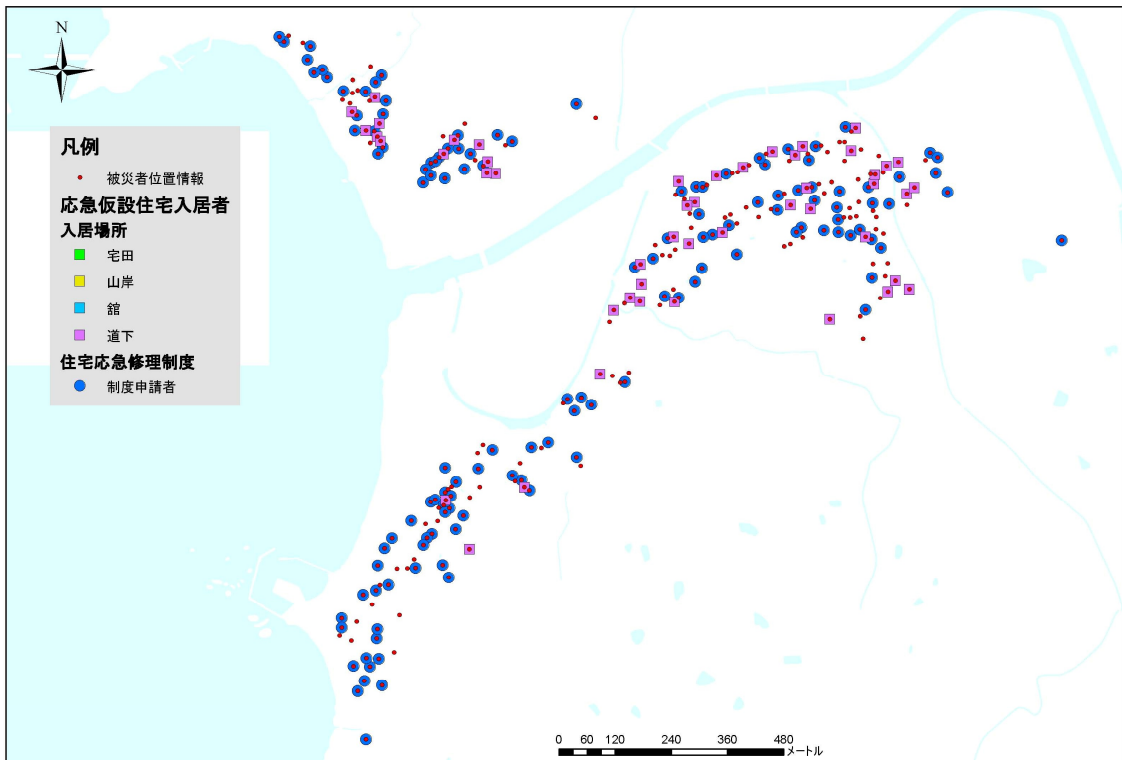 N
凡例
被災者位置情報
応急仮設住宅入居者
入居場所
宅田
山岸
舘
道下
住宅応急修理制度
制度申請者
0 60 120 240 360 480
メートル